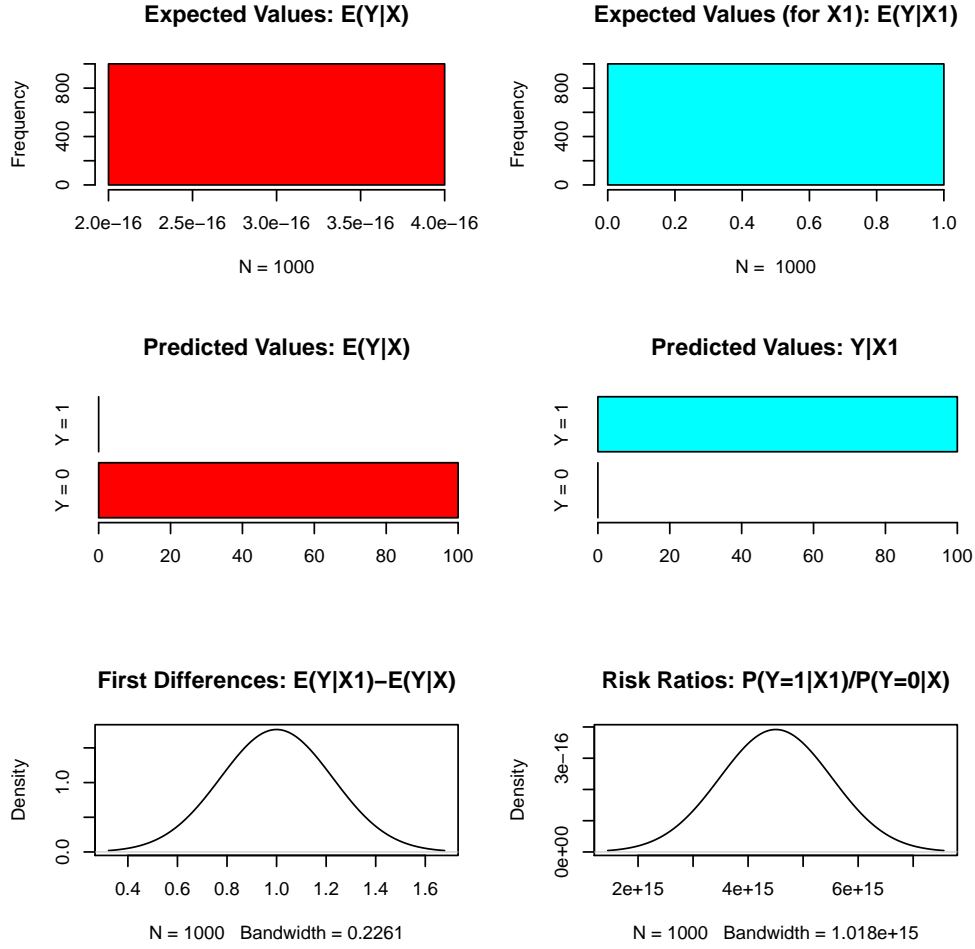 Expected Values: E(Y|X)
Frequency
0 400 800
2.0e−16 2.5e−16 3.0e−16 3.5e−16 4.0e−16
N = 1000
Expected Values (for X1): E(Y|X1)
Frequency
0 400 800
0.0 0.2 0.4 0.6 0.8 1.0
N = 1000
Predicted Values: E(Y|X)
Y = 1
Y = 0
0 20 40 60 80 100
Predicted Values: Y|X1
Y = 1
Y = 0
0 20 40 60 80 100
First Differences: E(Y|X1)−E(Y|X)
Density
0.0 1.0
0.4 0.6 0.8 1.0 1.2 1.4 1.6
N = 1000 Bandwidth = 0.2261
Risk Ratios: P(Y=1|X1)/P(Y=0|X)
Density
0e+00 3e−16
2e+15 4e+15 6e+15
N = 1000 Bandwidth = 1.018e+15